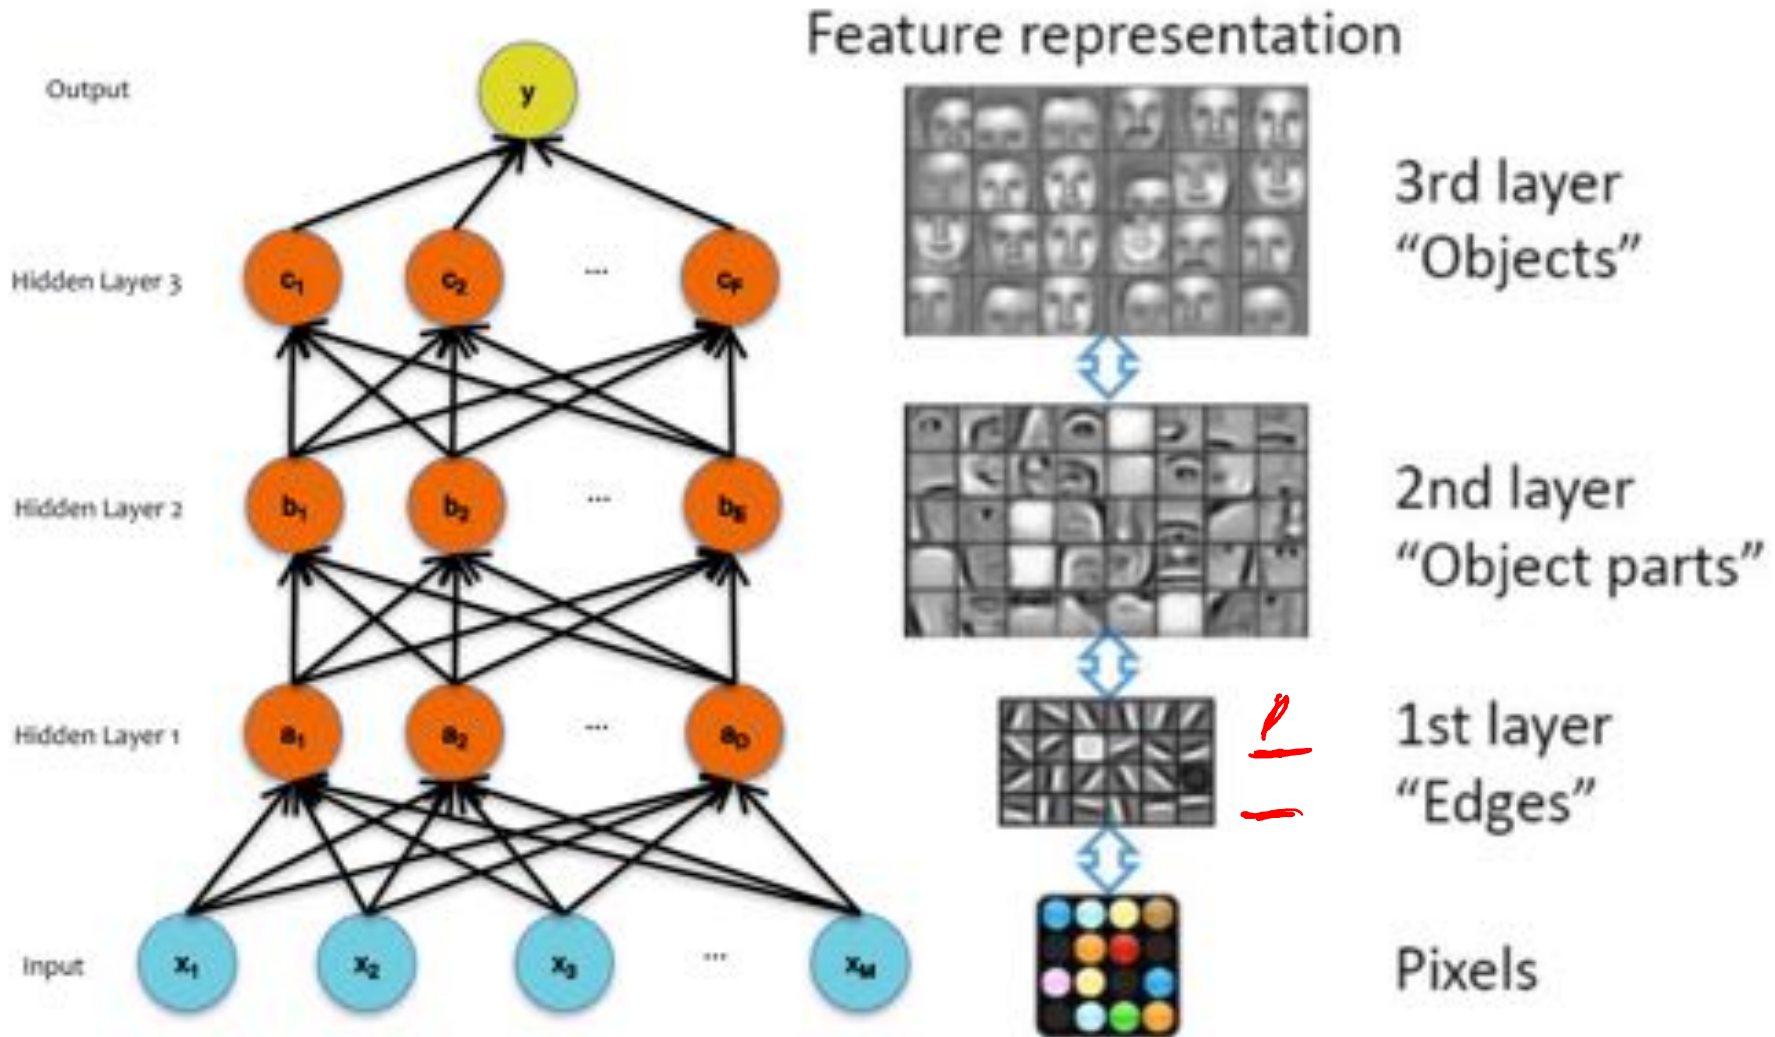 Feature representation
Output
y
3rd layer
“Objects”
Hidden Layer 3
c1
c2
...
cF
2nd layer
“Object parts”
Hidden Layer 2
b1
b2
...
bE
1st layer
“Edges”
Hidden Layer 1
a1
a2
...
aD
Input
x1
x2
x3
...
xM
Pixels